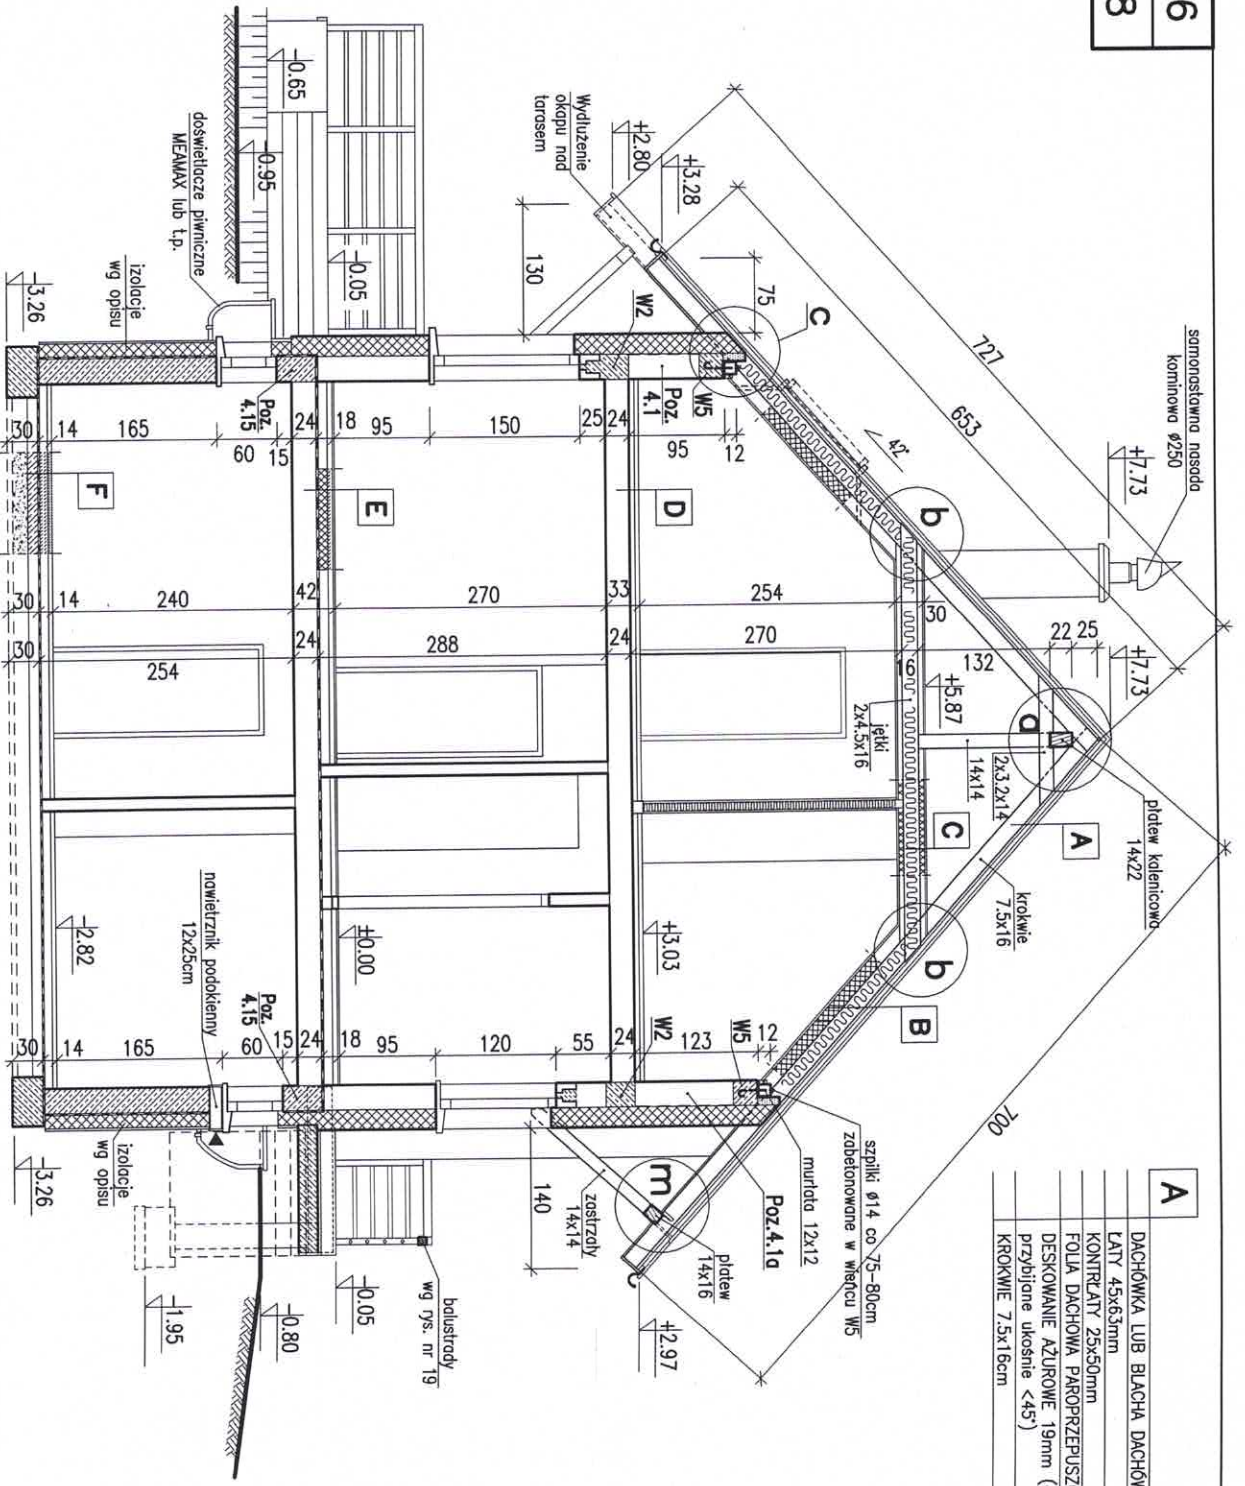 6
8
samonastawna nasada
kominowa ø250
+7.73
727
653
700
42°
25
22
+7.73
płatew kalenicowa
14x22
a
2x3.2x14
14x14
A
krokwie
7.5x16
132
30
16
+5.87
jętki
2x4.5x16
C
b
b
B
254
270
C
75
W5
W5
12
95
Poz.
4.1
W2
D
+3.28
+2.80
Wydłużenie
okapu nad
tarasem
130
szpilki ø14 co 75-80cm
zabetonowane w wieńcu W5
murłata 12x12
Poz.4.1a
12
123
W2
+3.03
33
24
24
25
150
95
18
24
55
120
95
18
270
288
E
±0.00
m
płatew
14x16
zastrzały
14x14
140
+2.97
balustrady
wg rys. nr 19
-0.05
-0.80
-1.95
-0.05
-0.65
-0.95
doświetlacze piwniczne
MEAMAX lub t.p.
izolacje
wg opisu
-3.26
Poz.
4.15
24
15
60
165
14
30
42
24
240
254
14
30
30
F
-2.82
nawietrznik podokienny
12x25cm
Poz.
4.15
24
15
60
165
14
30
izolacje
wg opisu
-3.26
A
DACHÓWKA LUB BLACHA
ŁATY 45x63mm
KONTRŁATY 25x50mm
FOLIA DACHOWA
DESKOWANIE AŻUROWE 19mm (
przybijane ukośnie <45°)
KROKWIE 7.5x16cm